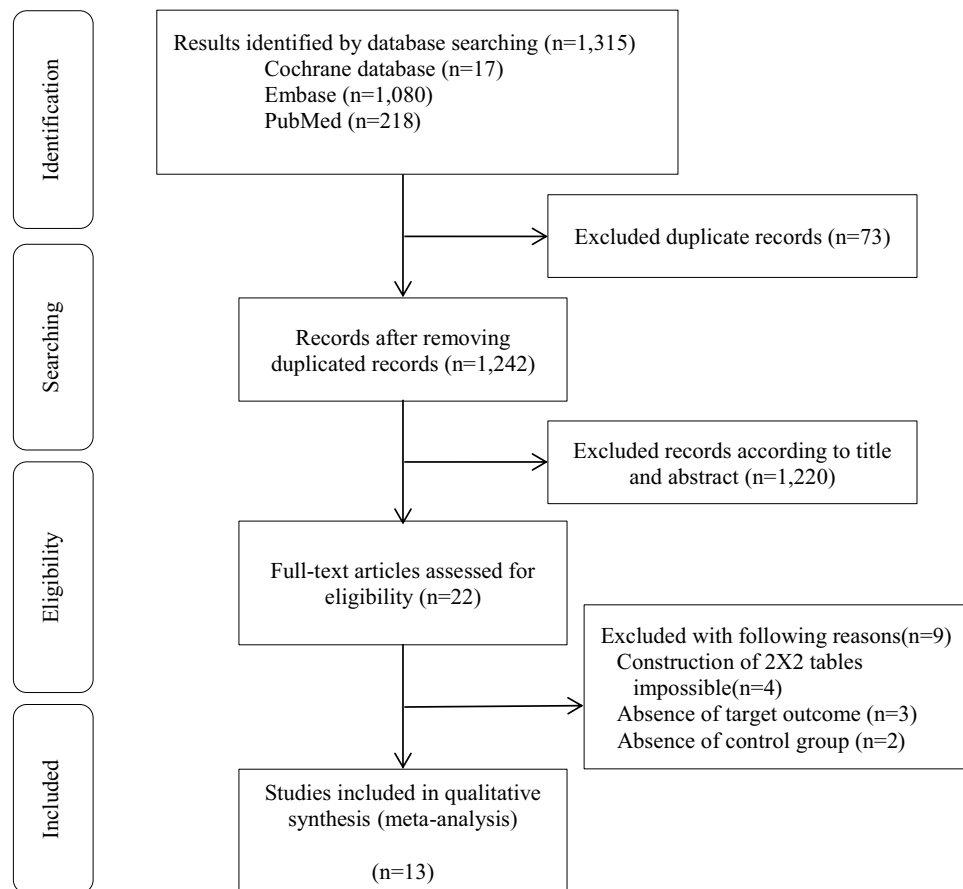 Identification
Results identified by database searching (n=1,315)
Cochrane database (n=17)
Embase (n=1,080)
PubMed (n=218)
Excluded duplicate records (n=73)
Searching
Records after removing
duplicated records (n=1,242)
Excluded records according to title
and abstract (n=1,220)
Eligibility
Full-text articles assessed for
eligibility (n=22)
Excluded with following reasons(n=9)
Construction of 2X2 tables
impossible(n=4)
Absence of target outcome (n=3)
Absence of control group (n=2)
Included
Studies included in qualitative
synthesis (meta-analysis)
(n=13)